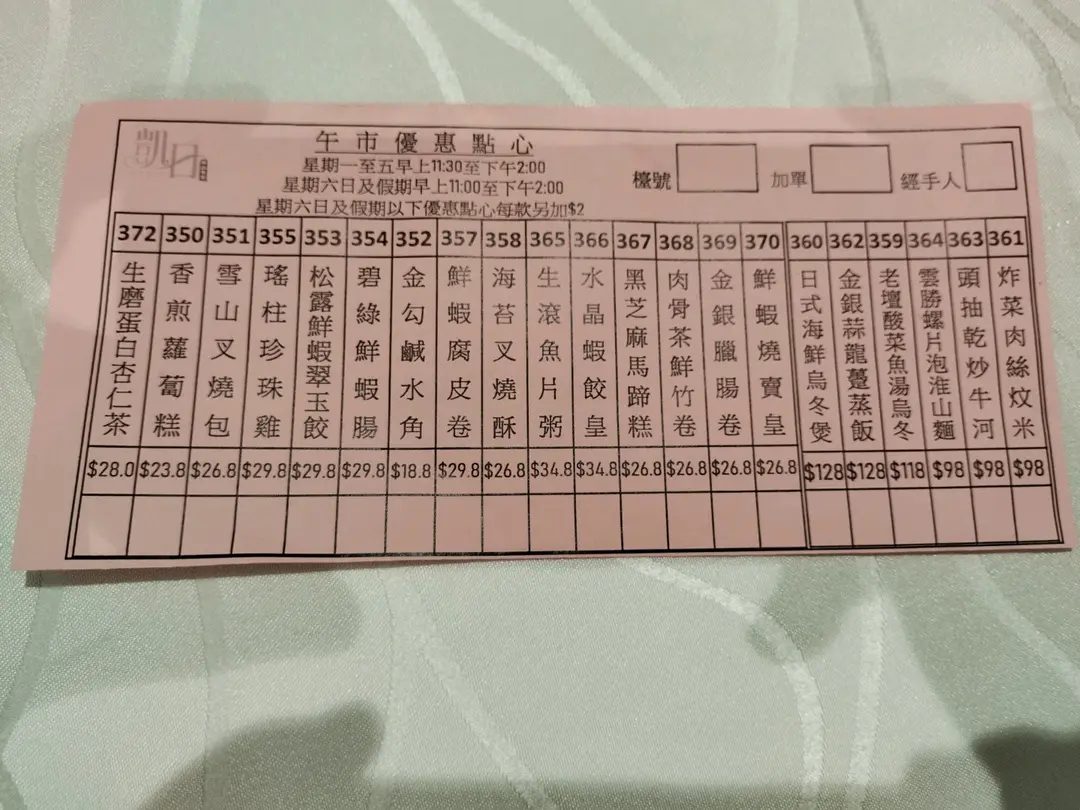 凱日
午市優惠點心
星期一至五早上11:30至下午2:00
星期六日及假期早上11:00至下午2:00
星期六日及假期以下優惠點心每款另加$2
檯號
加單
經手人
372 350 351 355 353 354 352 357 358 365 366 367 368 369 370 360 362 359 364 363 361
生磨蛋白杏仁茶
香煎蘿蔔糕
雪山叉燒包
瑤柱珍珠雞
松露鮮蝦翠玉餃
碧綠鮮蝦腸
金勾鹹水角
鮮蝦腐皮卷
海苔叉燒酥
生滾魚片粥
水晶蝦餃皇
黑芝麻馬蹄糕
肉骨茶鮮竹卷
金銀臘腸卷
鮮蝦燒賣皇
日式海鮮烏冬煲
金銀蒜龍躉蒸飯
老壇酸菜魚湯烏冬
雲勝螺片泡淮山麵
頭抽乾炒牛河
炸菜肉絲炆米
$28.0 $23.8 $26.8 $29.8 $29.8 $29.8 $18.8 $29.8 $26.8 $34.8 $34.8 $26.8 $26.8 $26.8 $26.8 $128 $128 $118 $98 $98 $98